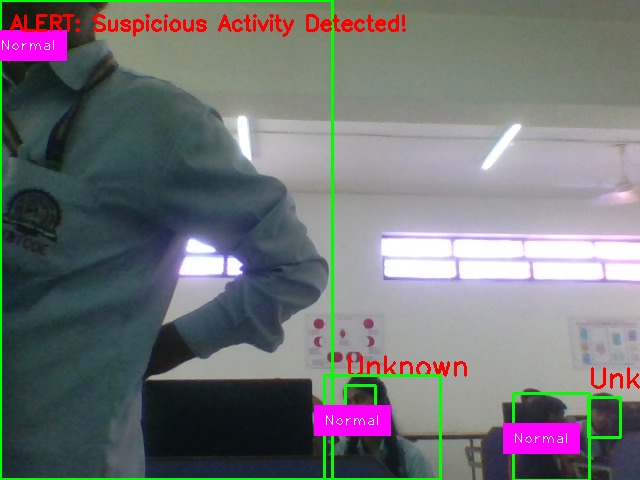 ALERT: Suspicious Activity Detected!
Normal
Unknown
Unk
Normal
Normal